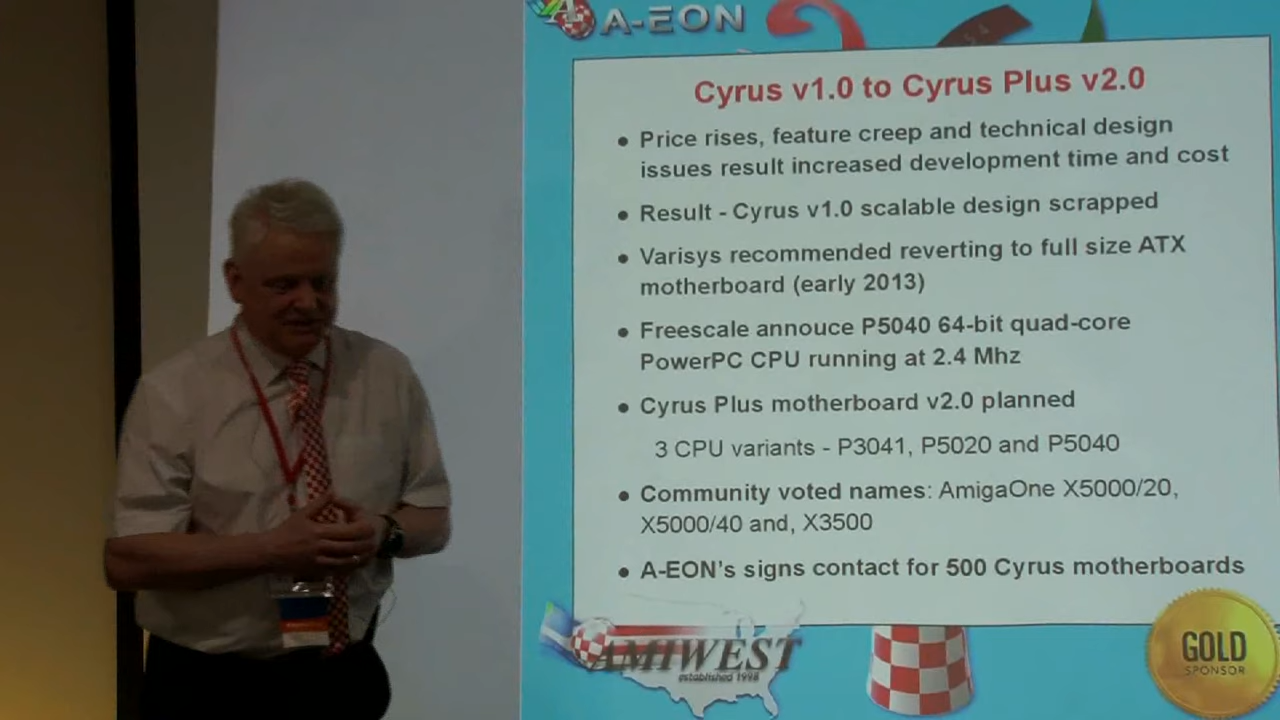 A-EON
Cyrus v1.0 to Cyrus Plus v2.0
● Price rises, feature creep and technical design
issues result increased development time and cost
● Result - Cyrus v1.0 scalable design scrapped
● Varisys recommended reverting to full size ATX
motherboard (early 2013)
● Freescale annouce P5040 64-bit quad-core
PowerPC CPU running at 2.4 Mhz
● Cyrus Plus motherboard v2.0 planned
3 CPU variants - P3041, P5020 and P5040
● Community voted names: AmigaOne X5000/20,
X5000/40 and, X3500
● A-EON's signs contact for 500 Cyrus motherboards
AMIWEST
established 1998
GOLD
SPONSOR